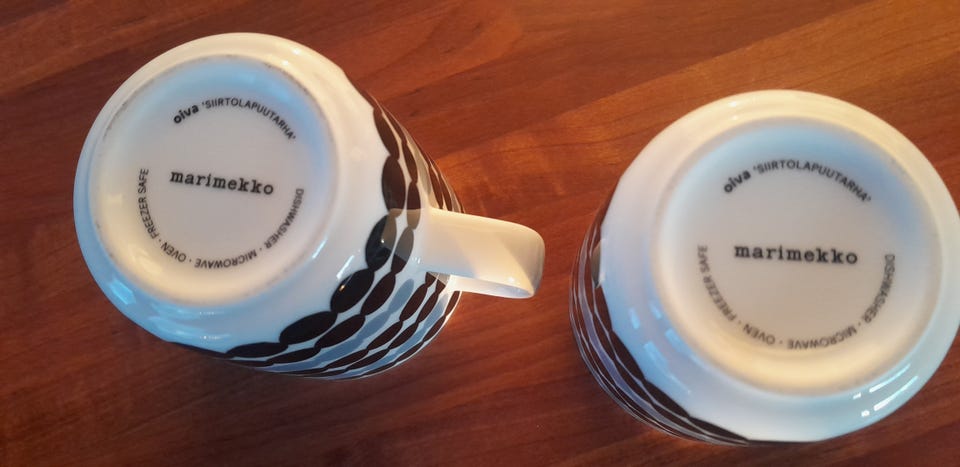 oiva 'SIIRTOLAPUUTARHA'
marimekko
DISHWASHER · MICROWAVE · OVEN · FREEZER SAFE
oiva 'SIIRTOLAPUUTARHA'
marimekko
DISHWASHER · MICROWAVE · OVEN · FREEZER SAFE